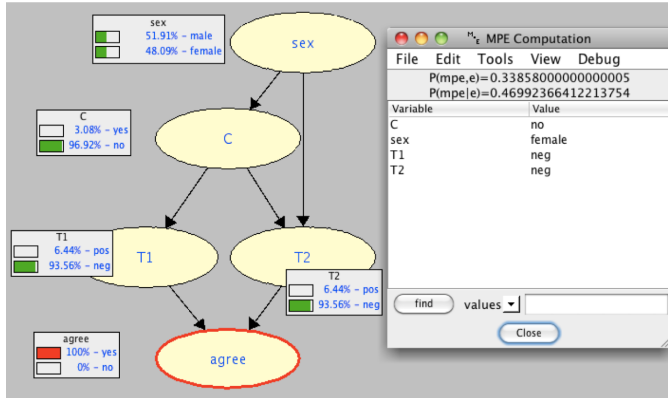 sex
51.91% - male
48.09% - female
sex
C
3.08% - yes
96.92% - no
C
T1
6.44% - pos
93.56% - neg
T1
T2
T2
6.44% - pos
93.56% - neg
agree
100% - yes
0% - no
agree
MPE Computation
File Edit Tools View Debug
P(mpe,e)=0.33858000000000005
P(mpe|e)=0.46992366412213754
Variable Value
C no
sex female
T1 neg
T2 neg
find values
Close